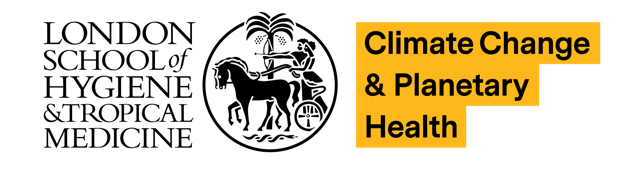 LONDON
SCHOOL of
HYGIENE
& TROPICAL
MEDICINE
Climate Change
& Planetary
Health